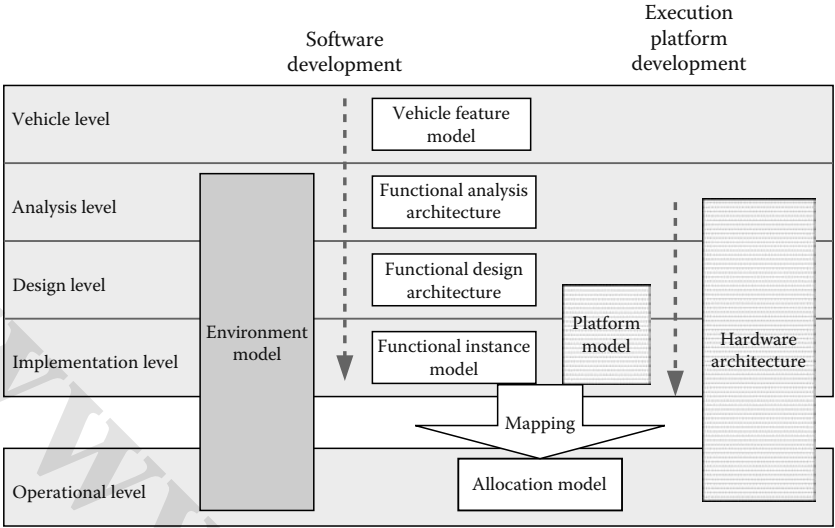 Software
development
Execution
platform
development
Vehicle level
Vehicle feature
model
Analysis level
Functional analysis
architecture
Design level
Functional design
architecture
Environment
model
Platform
model
Hardware
architecture
Implementation level
Functional instance
model
Mapping
Operational level
Allocation model